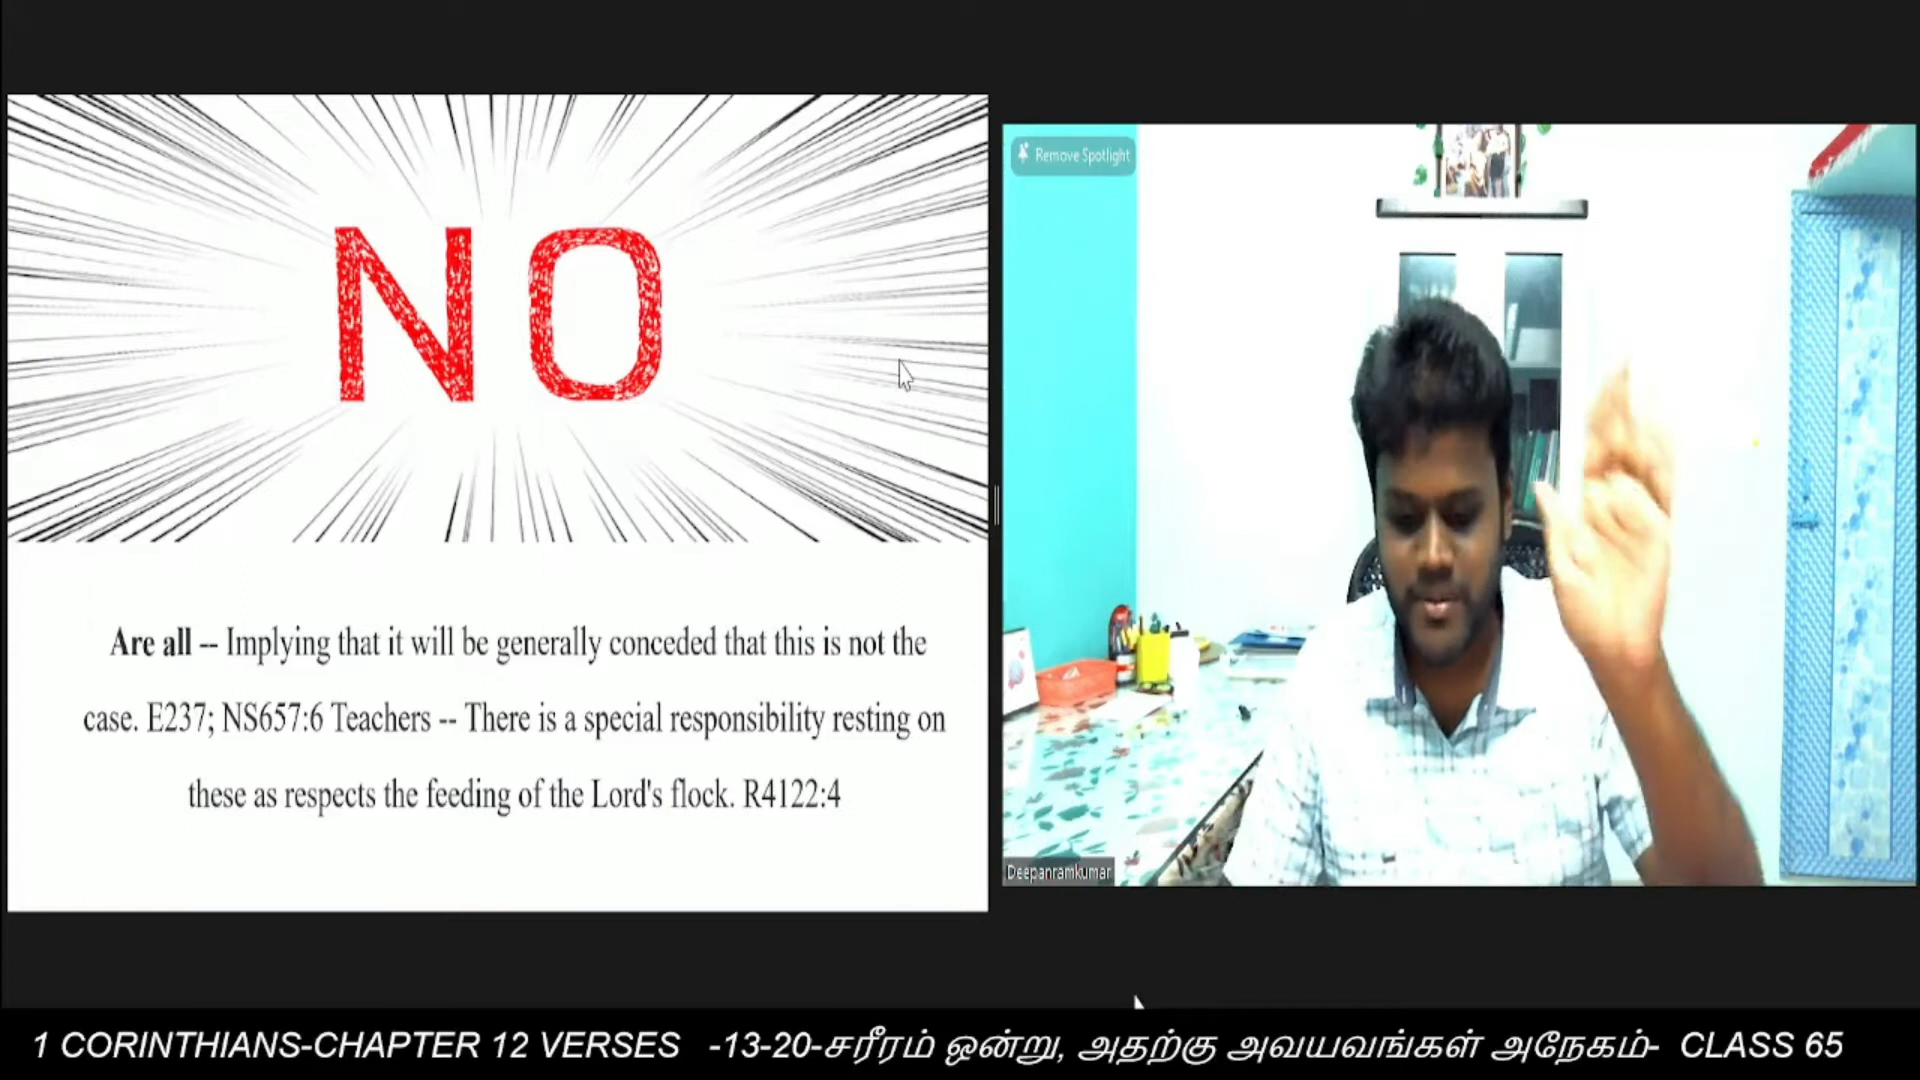 NO
Are all -- Implying that it will be generally conceded that this is not the
case. E237; NS657:6 Teachers -- There is a special responsibility resting on
these as respects the feeding of the Lord's flock. R4122:4
Remove Spotlight
Deepanramkumar
1 CORINTHIANS-CHAPTER 12 VERSES -13-20-சரீரம் ஒன்று, அதற்கு அவயவங்கள் அநேகம்- CLASS 65